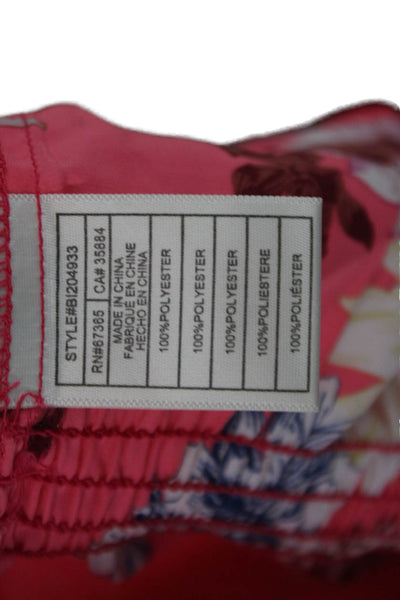 STYLE#BI204933
RN#67365 CA# 35884
MADE IN CHINA
FABRIQUÉ EN CHINE
HECHO EN CHINA
100%POLYESTER
100%POLYESTER
100%POLYESTER
100%POLIESTERE
100%POLIÉSTER